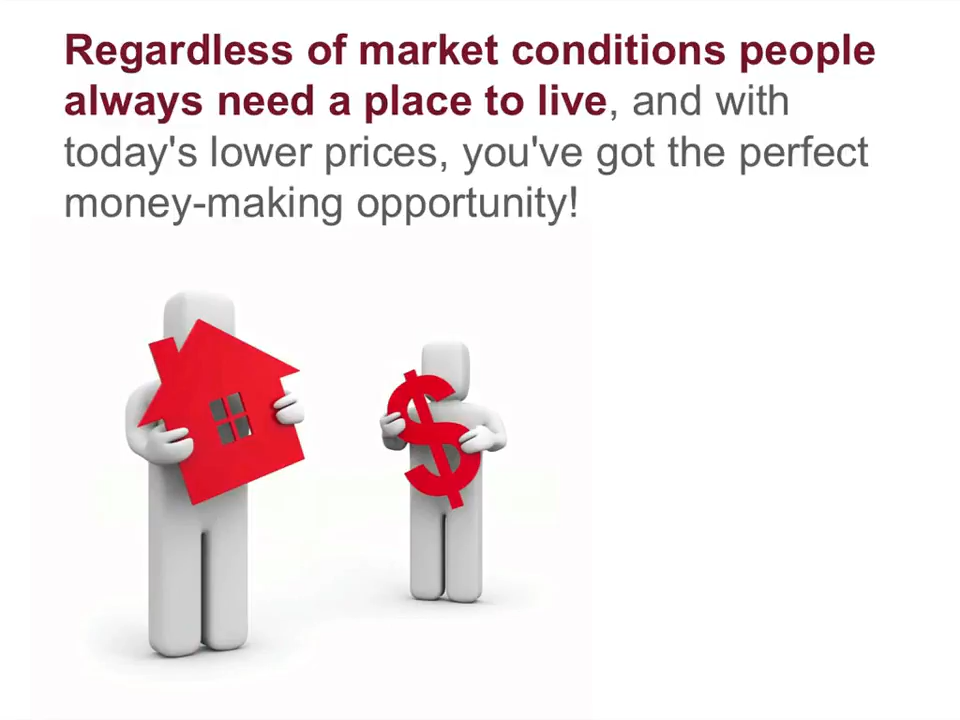 Regardless of market conditions people
always need a place to live, and with
today's lower prices, you've got the perfect
money-making opportunity!